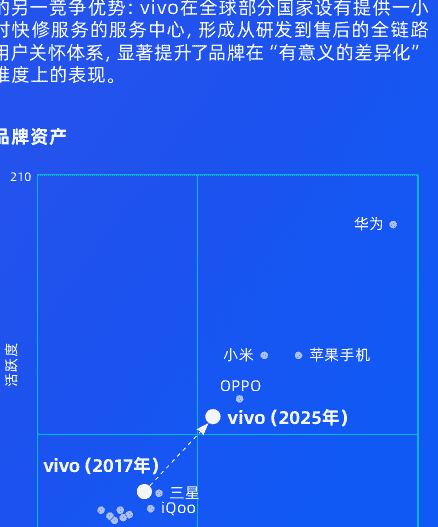 的另一竞争优势：vivo在全球部分国家设有提供一小
时快修服务的服务中心，形成从研发到售后的全链路
用户关怀体系，显著提升了品牌在“有意义的差异化”
维度上的表现。
品牌资产
210
华为
活跃度
小米
苹果手机
OPPO
vivo (2025年)
vivo (2017年)
三星
iQoo